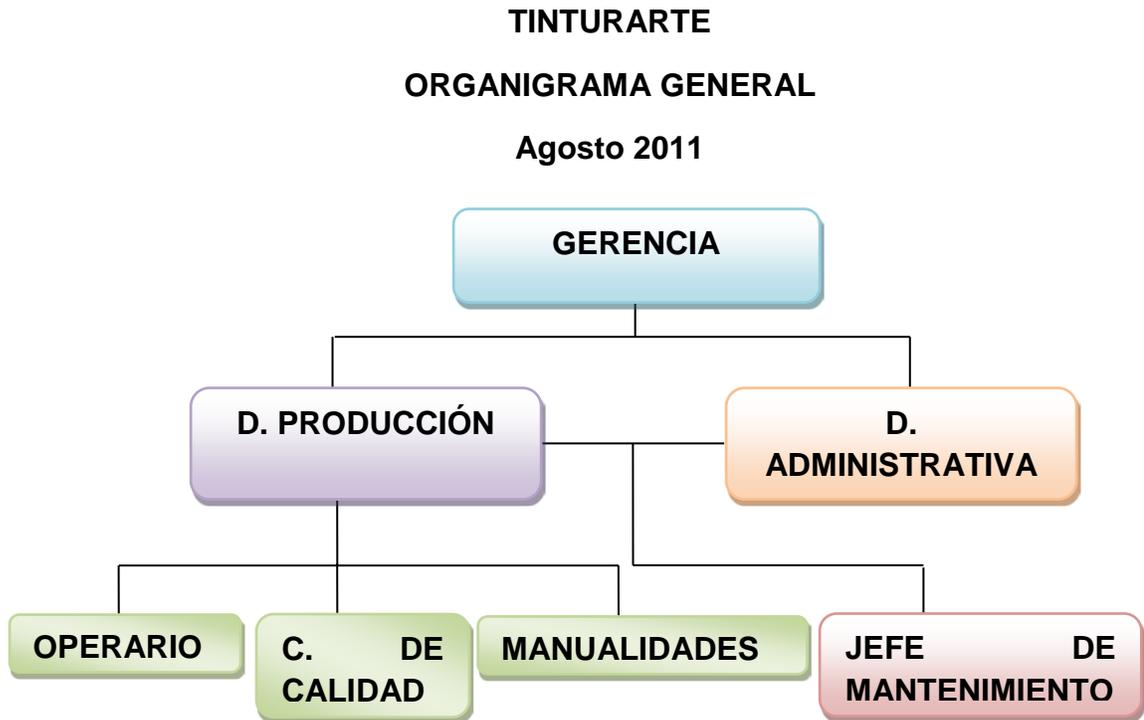 TINTURARTE
ORGANIGRAMA GENERAL
Agosto 2011
GERENCIA
D. PRODUCCIÓN
D.
ADMINISTRATIVA
OPERARIO
C. DE
CALIDAD
MANUALIDADES
JEFE DE
MANTENIMIENTO